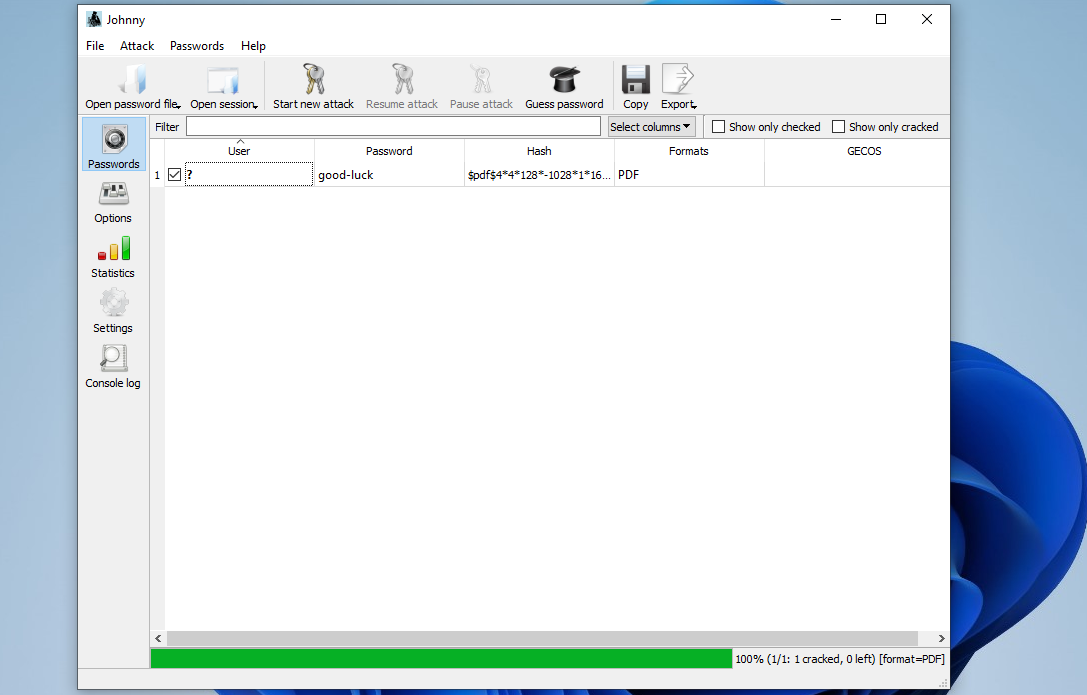 Johnny
File Attack Passwords Help
Open password file Open session Start new attack Resume attack Pause attack Guess password Copy Export
Filter Select columns Show only checked Show only cracked
User Password Hash Formats GECOS
1 ? good-luck $pdf$4*4*128*-1028*1*16... PDF
Passwords
Options
Statistics
Settings
Console log
100% (1/1: 1 cracked, 0 left) [format=PDF]